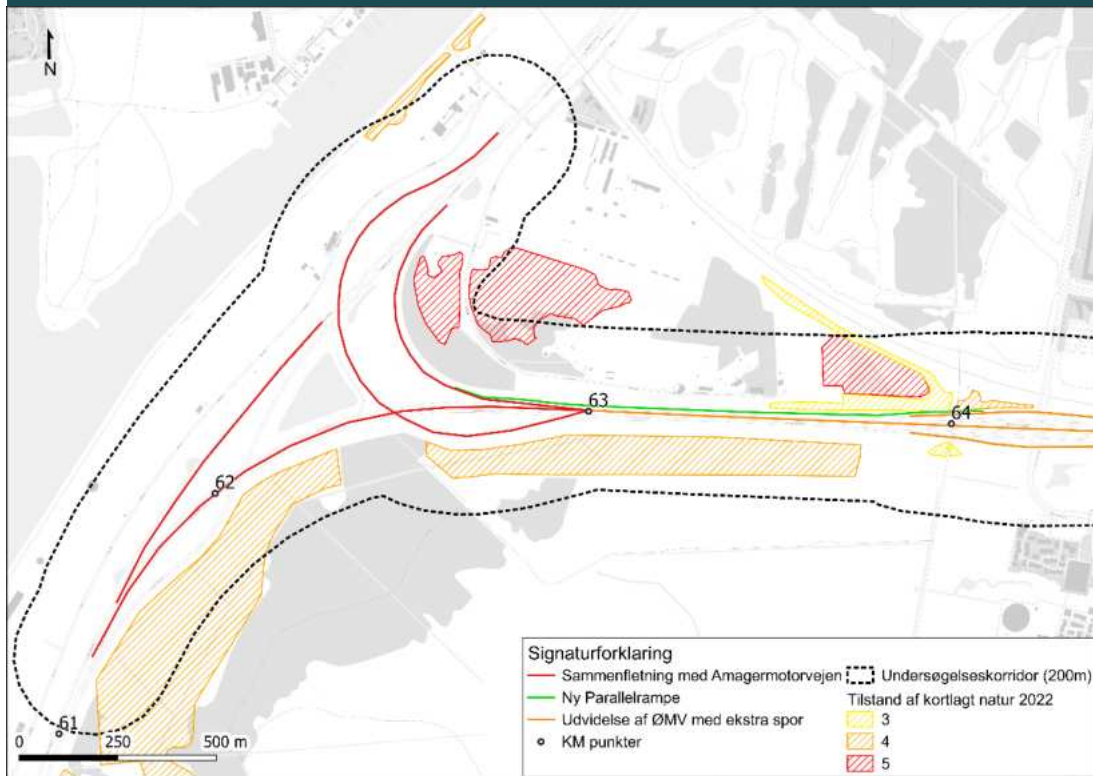 N
63
64
62
61
0 250 500 m
Signaturforklaring
Sammenfletning med Amagermotorvejen
Ny Parallelrampe
Udvidelse af ØMV med ekstra spor
KM punkter
Undersøgelseskorridor (200m)
Tilstand af kortlagt natur 2022
3
4
5